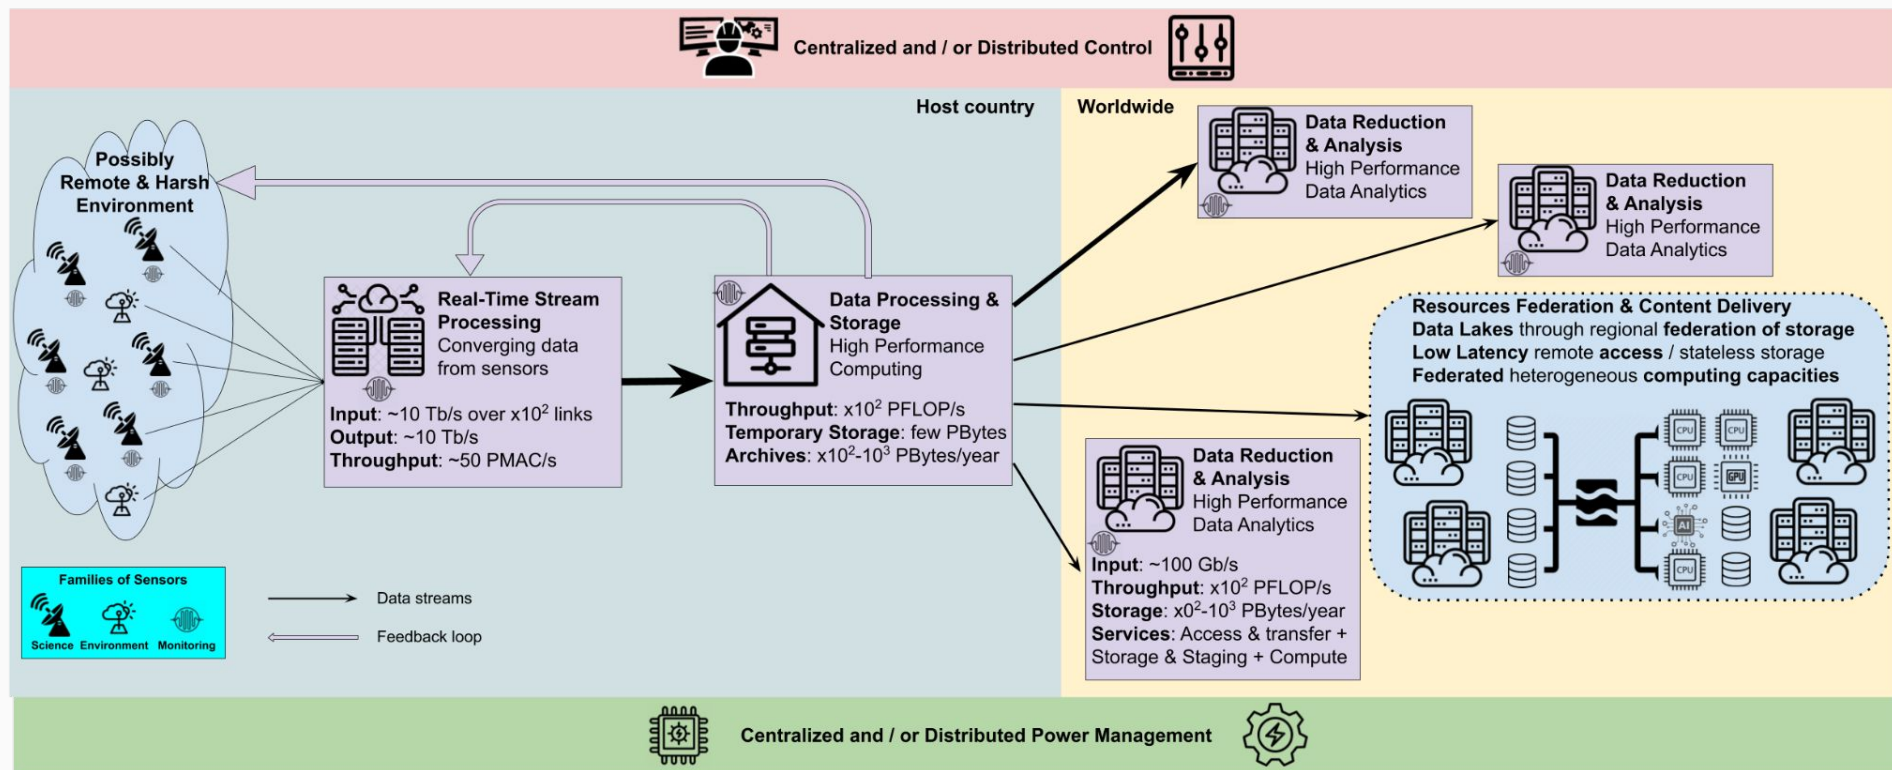 Centralized and / or Distributed Control
Host country
Worldwide
Possibly
Remote & Harsh
Environment
Real-Time Stream
Processing
Converging data
from sensors
Input: ~10 Tb/s over x10² links
Output: ~10 Tb/s
Throughput: ~50 PMAC/s
Data Processing &
Storage
High Performance
Computing
Throughput: x10² PFLOP/s
Temporary Storage: few PBytes
Archives: x10²-10³ PBytes/year
Data Reduction
& Analysis
High Performance
Data Analytics
Data Reduction
& Analysis
High Performance
Data Analytics
Resources Federation & Content Delivery
Data Lakes through regional federation of storage
Low Latency remote access / stateless storage
Federated heterogeneous computing capacities
CPU
CPU
CPU
GPU
AI
CPU
Data Reduction
& Analysis
High Performance
Data Analytics
Input: ~100 Gb/s
Throughput: x10² PFLOP/s
Storage: x0²-10³ PBytes/year
Services: Access & transfer +
Storage & Staging + Compute
Families of Sensors
Science Environment Monitoring
Data streams
Feedback loop
Centralized and / or Distributed Power Management